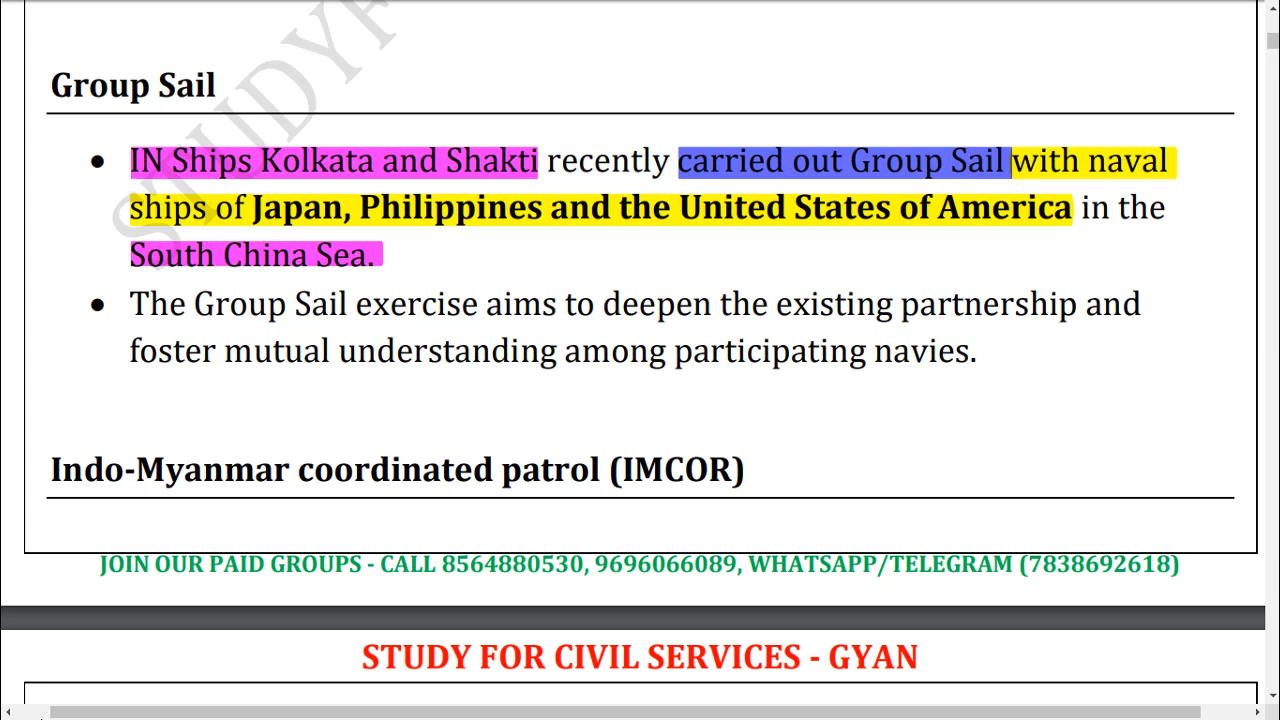 Group Sail
• IN Ships Kolkata and Shakti recently carried out Group Sail with naval
ships of Japan, Philippines and the United States of America in the
South China Sea.
• The Group Sail exercise aims to deepen the existing partnership and
foster mutual understanding among participating navies.
Indo-Myanmar coordinated patrol (IMCOR)
JOIN OUR PAID GROUPS - CALL 8564880530, 9696066089, WHATSAPP/TELEGRAM (7838692618)
STUDY FOR CIVIL SERVICES - GYAN
STUDY